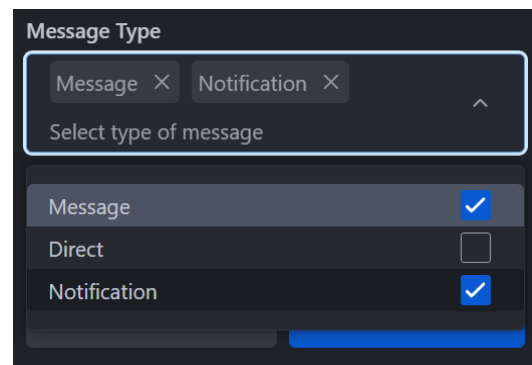 Message Type
Message Notification
Select type of message
Message
Direct
Notification